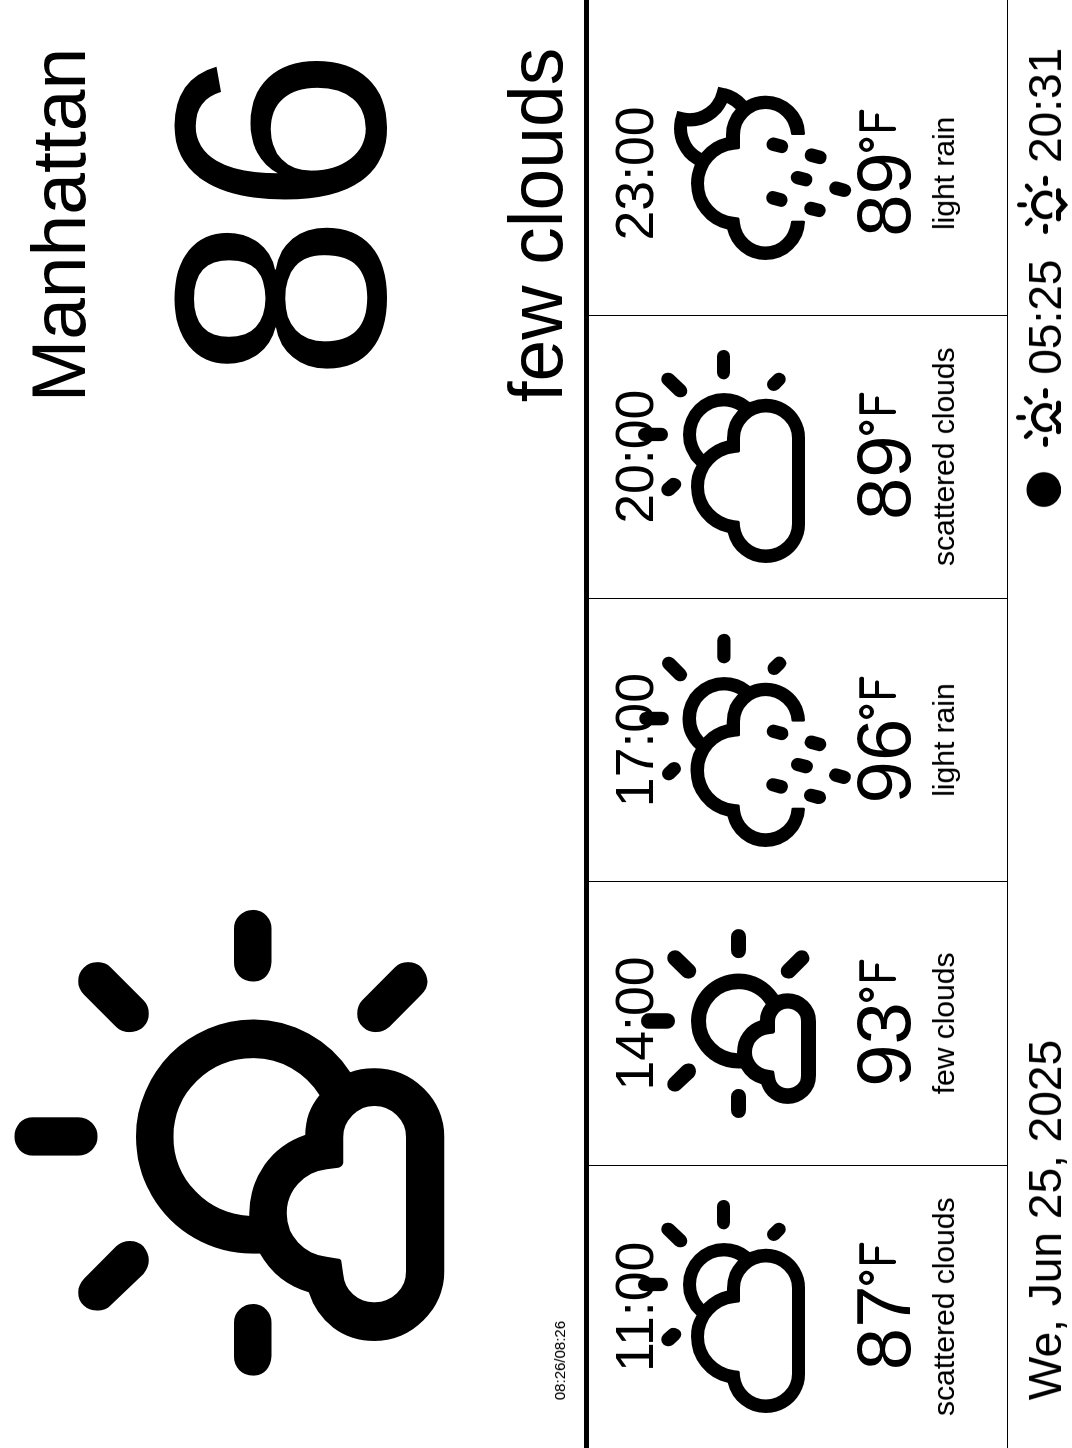 Manhattan
86
few clouds
08:26/08:26
11:00
87°F
scattered clouds
14:00
93°F
few clouds
17:00
96°F
light rain
20:00
89°F
scattered clouds
23:00
89°F
light rain
We, Jun 25, 2025
05:25
20:31